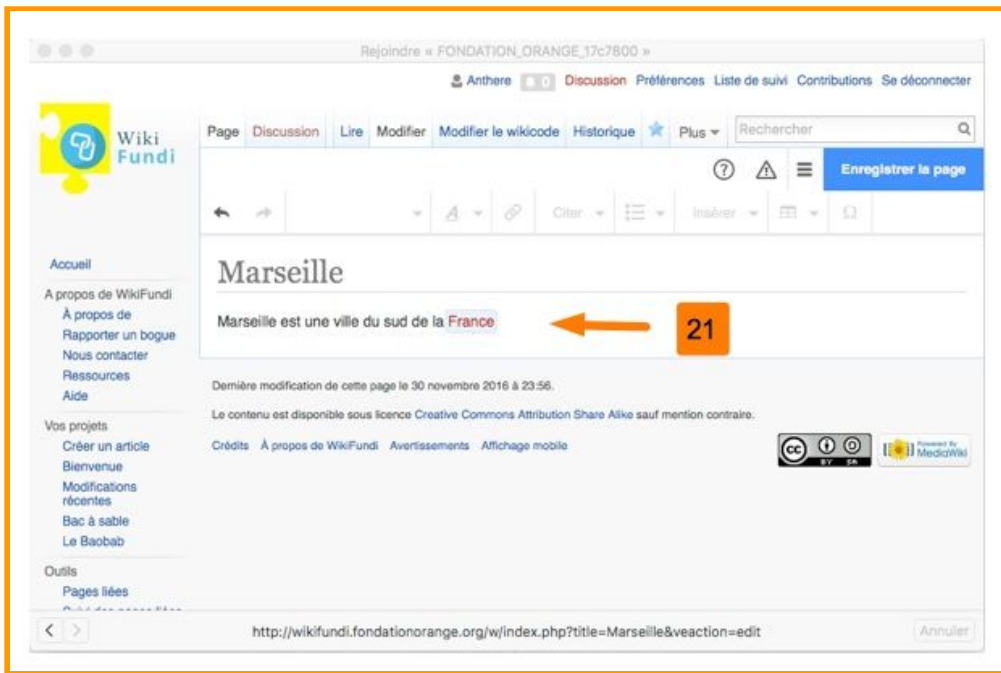 Rejoindre « FONDATION_ORANGE_17c7800 »
Anthere 0 Discussion Préférences Liste de suivi Contributions Se déconnecter
Wiki Fundi
Page Discussion Lire Modifier Modifier le wikicode Historique Plus Rechercher
Enregistrer la page
A Citer Insérer Ω
Accueil
A propos de WikiFundi
À propos de
Rapporter un bogue
Nous contacter
Ressources
Aide
Vos projets
Créer un article
Bienvenue
Modifications
récentes
Bac à sable
Le Baobab
Outils
Pages liées
Marseille
Marseille est une ville du sud de la France
21
Dernière modification de cette page le 30 novembre 2016 à 23:56.
Le contenu est disponible sous licence Creative Commons Attribution Share Alike sauf mention contraire.
Crédits À propos de WikiFundi Avertissements Affichage mobile
cc BY SA
Powered By
MediaWiki
http://wikifundi.fondationorange.org/w/index.php?title=Marseille&veaction=edit
Annuler